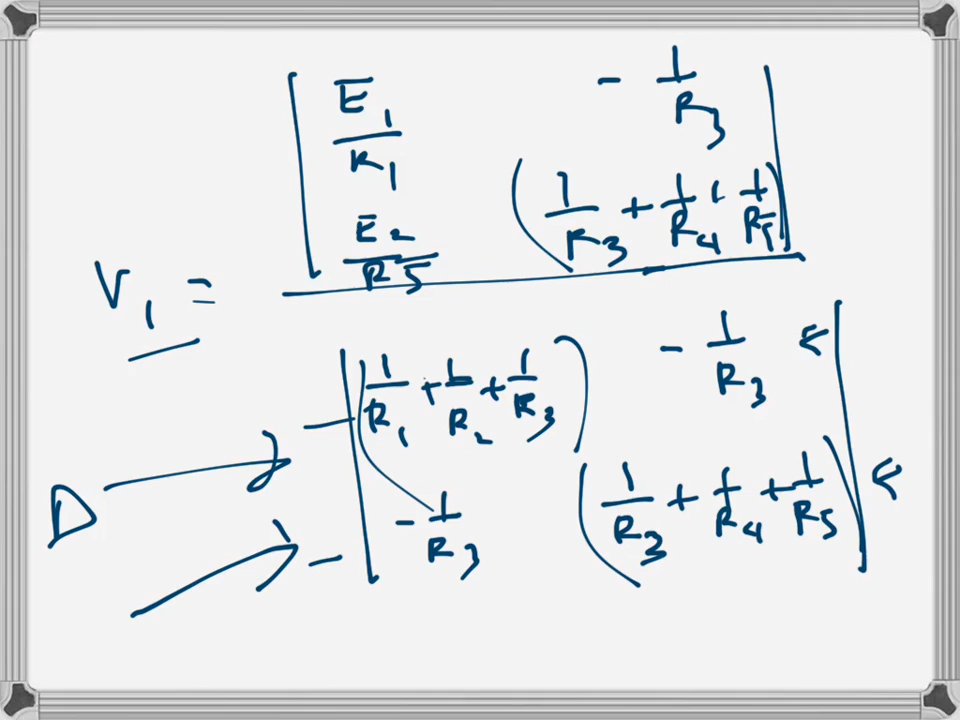 V₁ =
| E₁/R₁   - 1/R₃ |
| E₂/R5   (1/R₃ + 1/R₄ + 1/R5) |
| (1/R₁ + 1/R₂ + 1/R₃)   - 1/R₃ |
D
| - 1/R₃   (1/R₃ + 1/R₄ + 1/R5) |